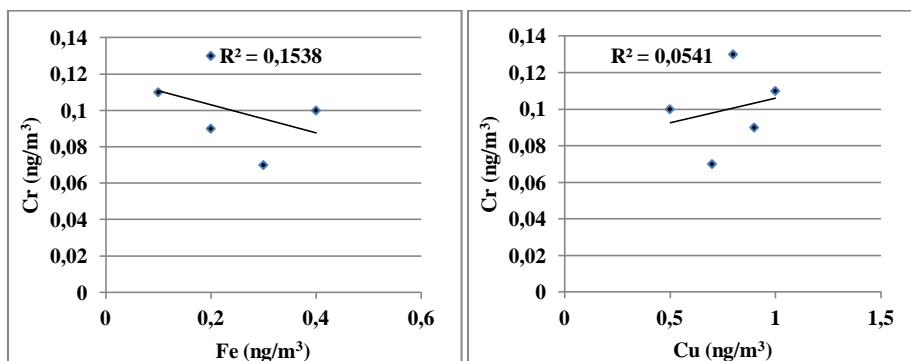 Cr (ng/m³)
0,14
0,12
0,1
0,08
0,06
0,04
0,02
0
R² = 0,1538
0 0,2 0,4 0,6
Fe (ng/m³)
Cr (ng/m³)
0,14
0,12
0,1
0,08
0,06
0,04
0,02
0
R² = 0,0541
0 0,5 1 1,5
Cu (ng/m³)